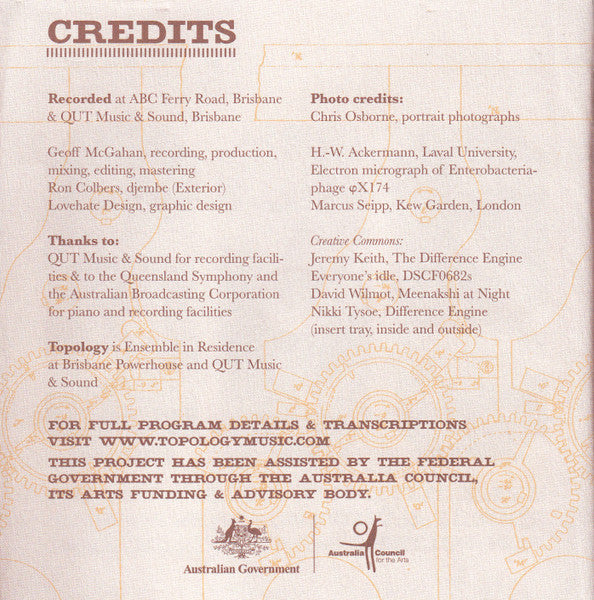 CREDITS
Recorded at ABC Ferry Road, Brisbane
& QUT Music & Sound, Brisbane
Geoff McGahan, recording, production,
mixing, editing, mastering
Ron Colbers, djembe (Exterior)
Lovehate Design, graphic design
Thanks to:
QUT Music & Sound for recording facili-
ties & to the Queensland Symphony and
the Australian Broadcasting Corporation
for piano and recording facilities
Topology is Ensemble in Residence
at Brisbane Powerhouse and QUT Music
& Sound
Photo credits:
Chris Osborne, portrait photographs
H.-W. Ackermann, Laval University,
Electron micrograph of Enterobacteria-
phage φX174
Marcus Seipp, Kew Garden, London
Creative Commons:
Jeremy Keith, The Difference Engine
Everyone's idle, DSCF0682s
David Wilmot, Meenakshi at Night
Nikki Tysoe, Difference Engine
(insert tray, inside and outside)
FOR FULL PROGRAM DETAILS & TRANSCRIPTIONS
VISIT WWW.TOPOLOGYMUSIC.COM
THIS PROJECT HAS BEEN ASSISTED BY THE FEDERAL
GOVERNMENT THROUGH THE AUSTRALIA COUNCIL,
ITS ARTS FUNDING & ADVISORY BODY.
Australian Government
Australia Council
for the Arts